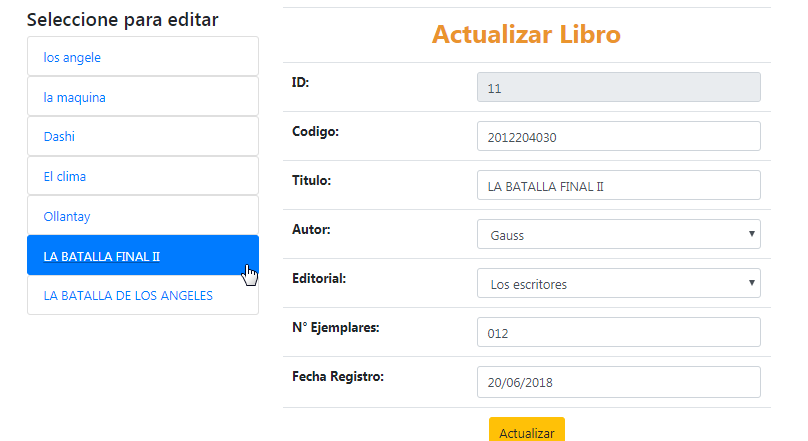 Seleccione para editar
los angele
la maquina
Dashi
El clima
Ollantay
LA BATALLA FINAL II
LA BATALLA DE LOS ANGELES
Actualizar Libro
ID: 11
Codigo: 2012204030
Titulo: LA BATALLA FINAL II
Autor: Gauss
Editorial: Los escritores
N° Ejemplares: 012
Fecha Registro: 20/06/2018
Actualizar